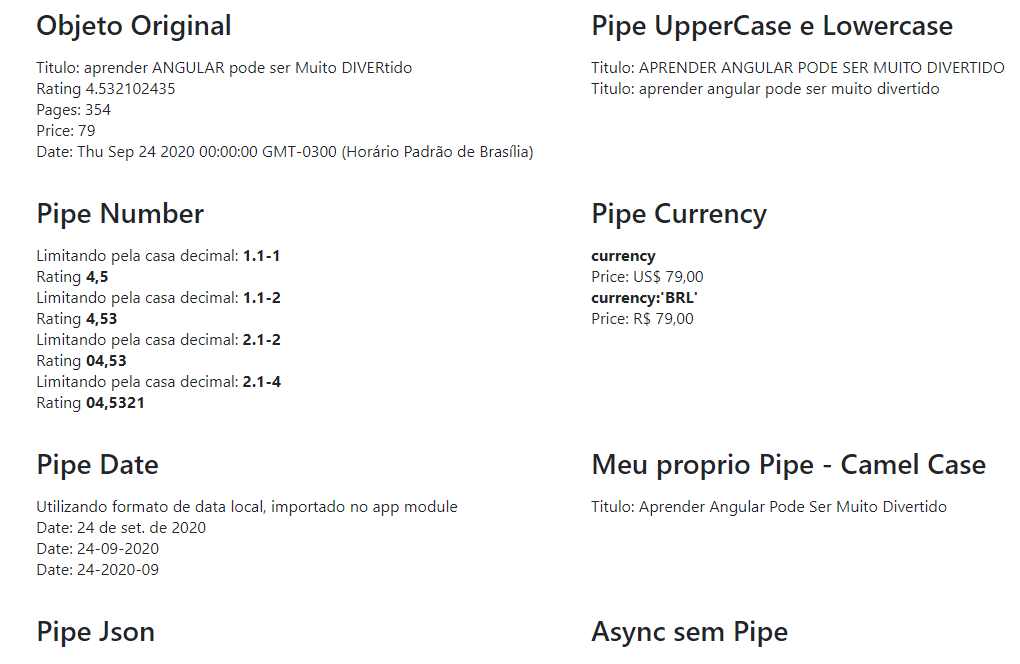 Objeto Original
Titulo: aprender ANGULAR pode ser Muito DIVERtido
Rating 4.532102435
Pages: 354
Price: 79
Date: Thu Sep 24 2020 00:00:00 GMT-0300 (Horário Padrão de Brasília)
Pipe UpperCase e Lowercase
Titulo: APRENDER ANGULAR PODE SER MUITO DIVERTIDO
Titulo: aprender angular pode ser muito divertido
Pipe Number
Limitando pela casa decimal: 1.1-1
Rating 4,5
Limitando pela casa decimal: 1.1-2
Rating 4,53
Limitando pela casa decimal: 2.1-2
Rating 04,53
Limitando pela casa decimal: 2.1-4
Rating 04,5321
Pipe Currency
currency
Price: US$ 79,00
currency:'BRL'
Price: R$ 79,00
Pipe Date
Utilizando formato de data local, importado no app module
Date: 24 de set. de 2020
Date: 24-09-2020
Date: 24-2020-09
Meu proprio Pipe - Camel Case
Titulo: Aprender Angular Pode Ser Muito Divertido
Pipe Json
Async sem Pipe